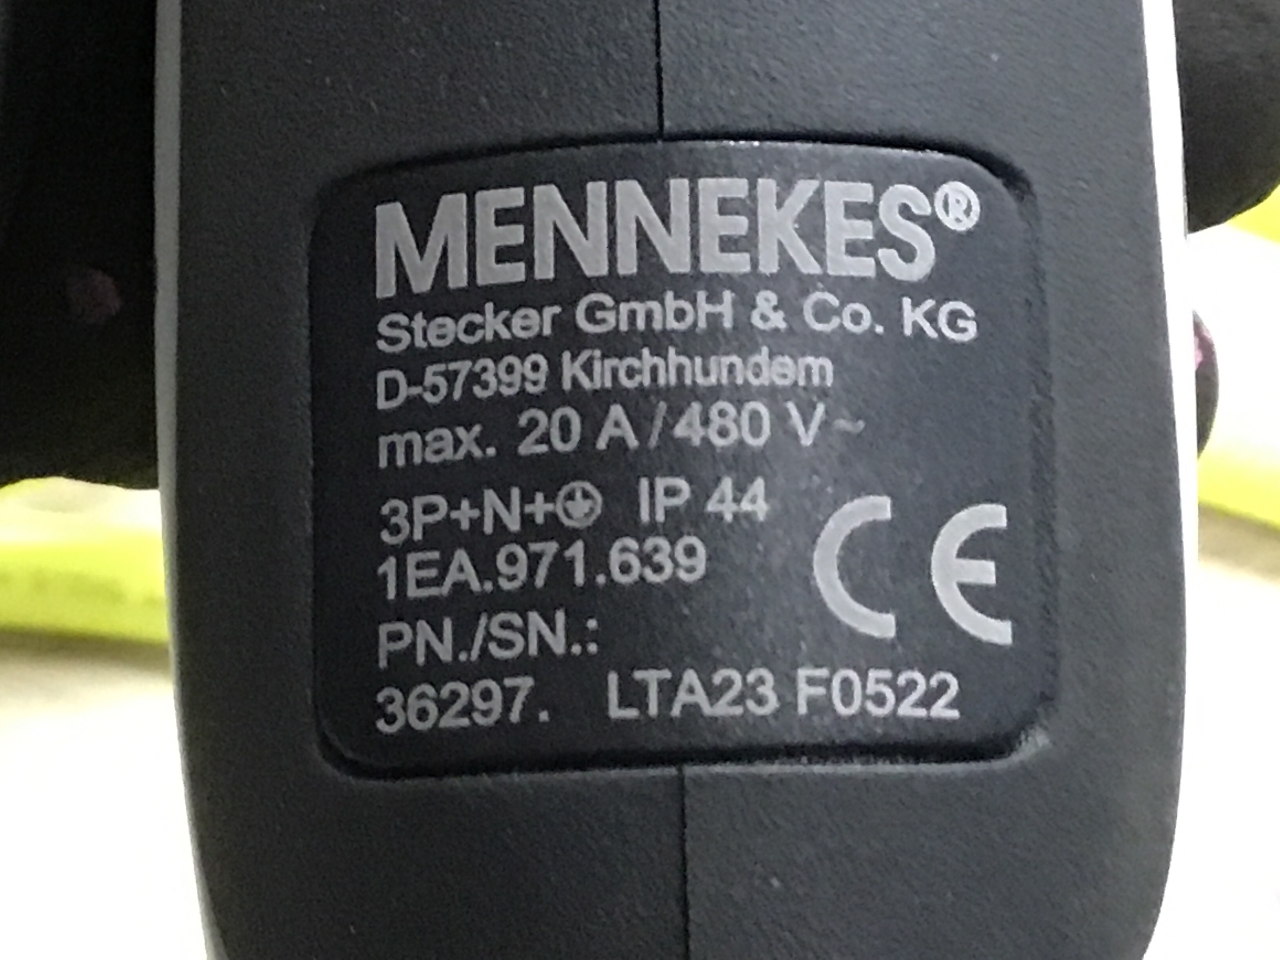 MENNEKES®
Stecker GmbH & Co. KG
D-57399 Kirchhundem
max. 20 A / 480 V ~
3P+N+⏚ IP 44
1EA.971.639
CE
PN./SN.:
36297. LTA23 F0522